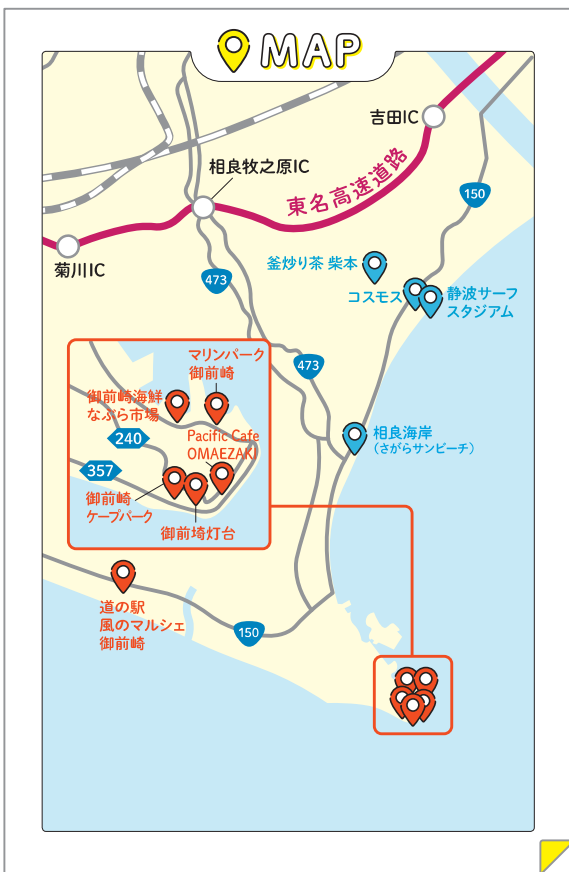 MAP
吉田IC
相良牧之原IC
東名高速道路
150
菊川IC
473
釜炒り茶 柴本
コスモス
静波サーフ
スタジアム
マリンパーク
御前崎
473
御前崎海鮮
なぶら市場
240
Pacific Cafe
OMAEZAKI
相良海岸
（さがらサンビーチ）
357
御前崎
ケープパーク
御前埼灯台
道の駅
風のマルシェ
御前崎
150